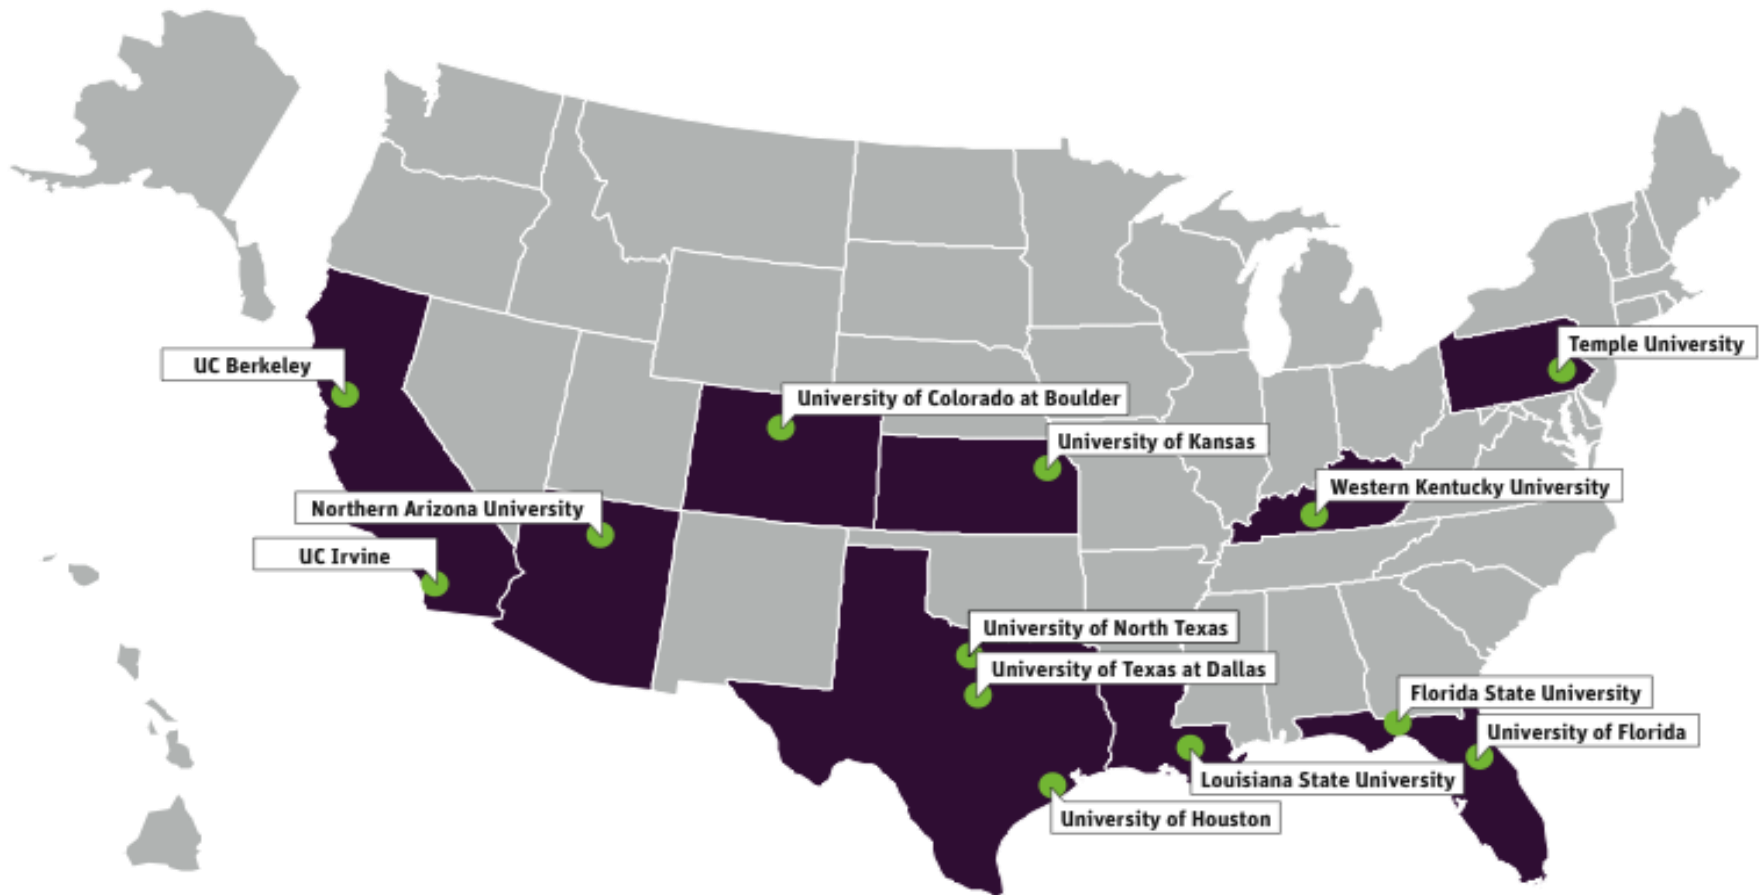 Temple University
UC Berkeley
University of Colorado at Boulder
University of Kansas
Western Kentucky University
Northern Arizona University
UC Irvine
University of North Texas
University of Texas at Dallas
Florida State University
University of Florida
Louisiana State University
University of Houston